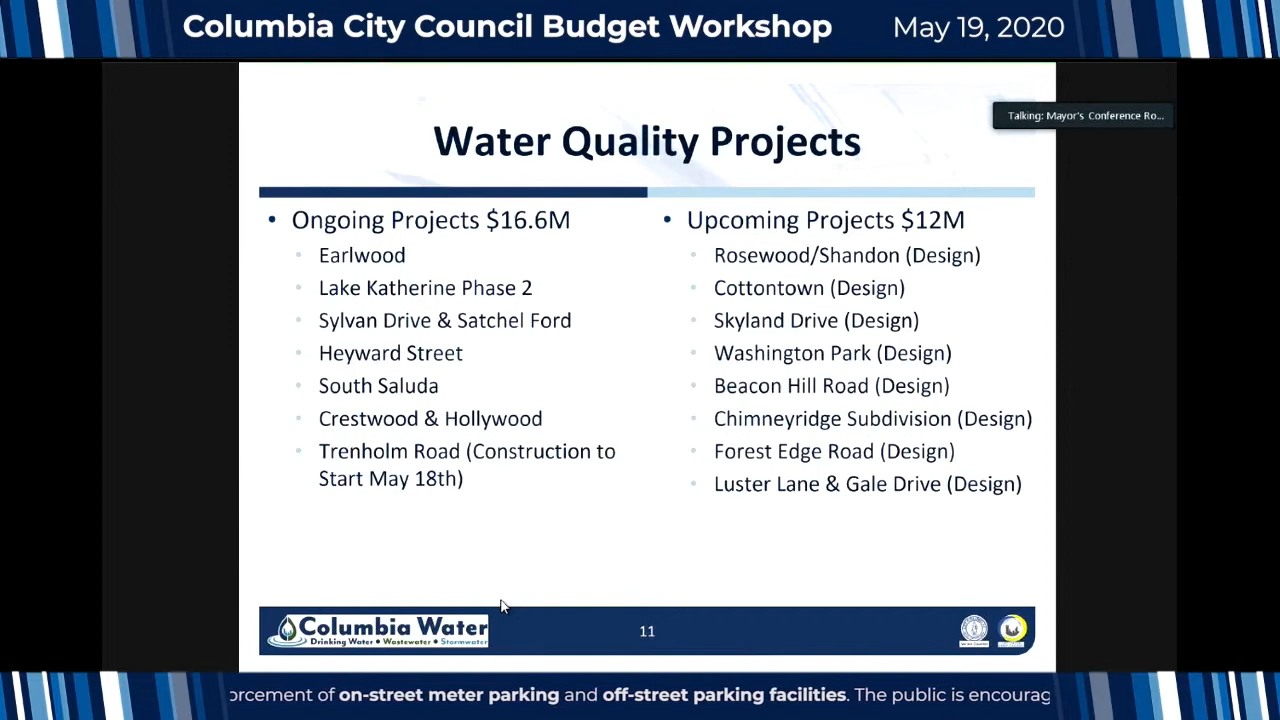 Columbia City Council Budget Workshop May 19, 2020
Talking: Mayor's Conference Ro...
Water Quality Projects
• Ongoing Projects $16.6M
• Earlwood
• Lake Katherine Phase 2
• Sylvan Drive & Satchel Ford
• Heyward Street
• South Saluda
• Crestwood & Hollywood
• Trenholm Road (Construction to
Start May 18th)
• Upcoming Projects $12M
• Rosewood/Shandon (Design)
• Cottontown (Design)
• Skyland Drive (Design)
• Washington Park (Design)
• Beacon Hill Road (Design)
• Chimneyridge Subdivision (Design)
• Forest Edge Road (Design)
• Luster Lane & Gale Drive (Design)
Columbia Water
Drinking Water • Wastewater • Stormwater
11
orcement of on-street meter parking and off-street parking facilities. The public is encourag